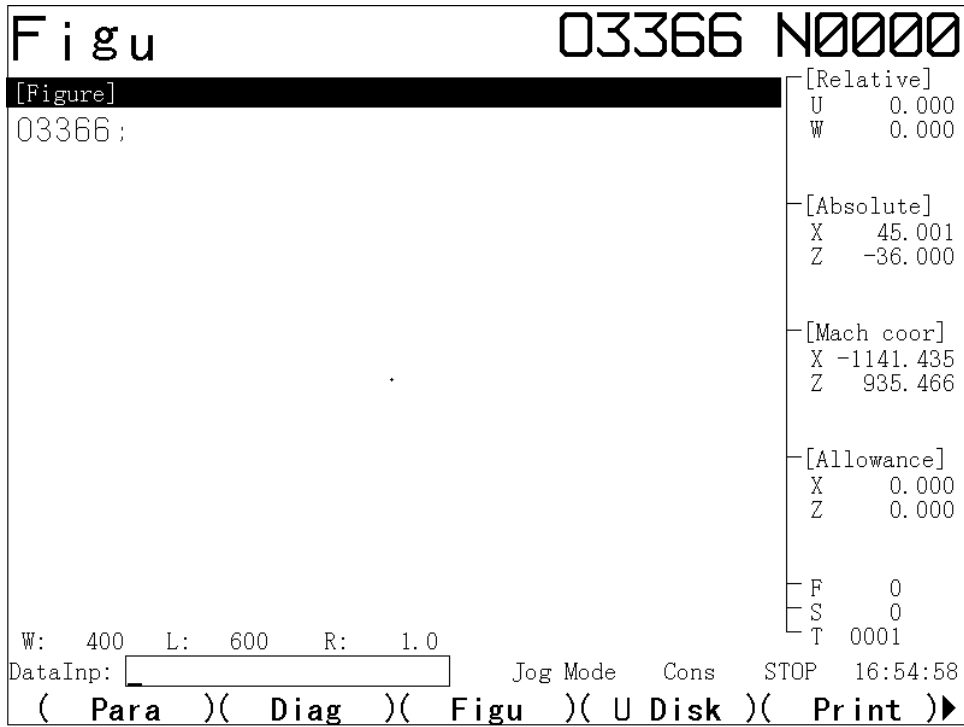 Figu O3366 N0000
[Figure]
O3366;
[Relative]
U 0.000
W 0.000
[Absolute]
X 45.001
Z -36.000
[Mach coor]
X -1141.435
Z 935.466
[Allowance]
X 0.000
Z 0.000
F 0
S 0
T 0001
W: 400 L: 600 R: 1.0
DataInp: _ Jog Mode Cons STOP 16:54:58
( Para )( Diag )( Figu )( U Disk )( Print )